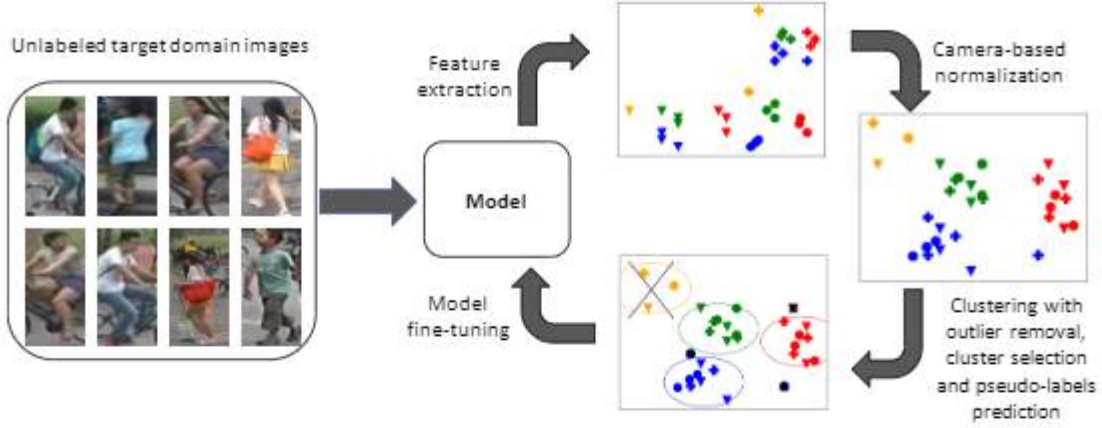 Unlabeled target domain images
Feature
extraction
Camera-based
normalization
Model
Model
fine-tuning
Clustering with
outlier removal,
cluster selection
and pseudo-labels
prediction